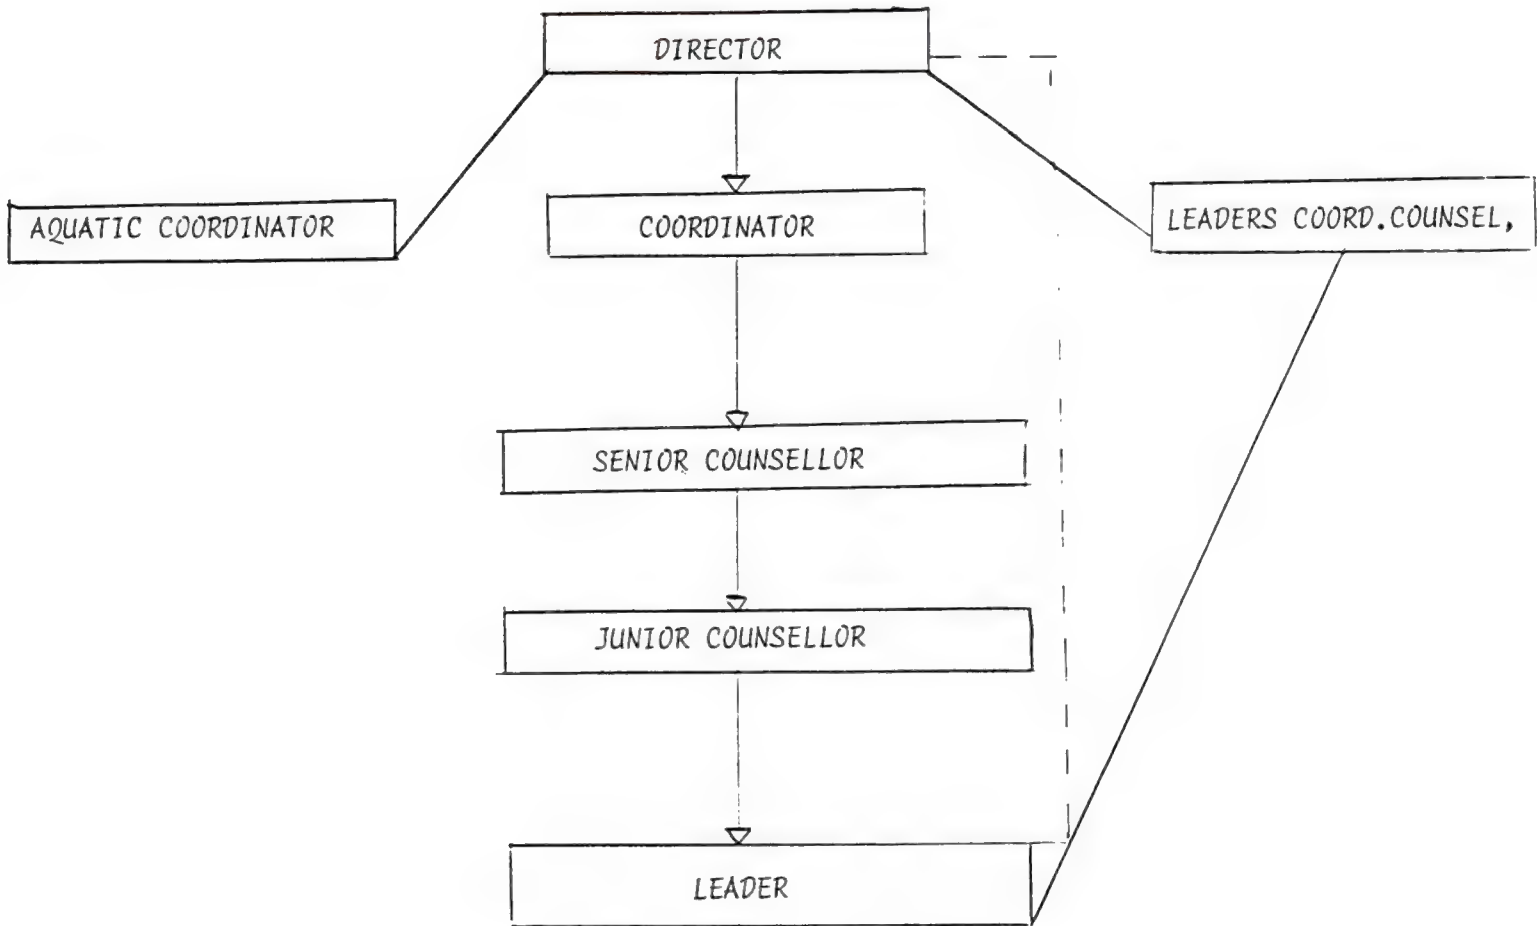 DIRECTOR
AQUATIC COORDINATOR
COORDINATOR
LEADERS COORD.COUNSEL,
SENIOR COUNSELLOR
JUNIOR COUNSELLOR
LEADER